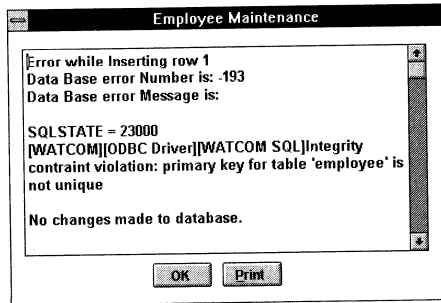 Employee Maintenance
Error while Inserting row 1
Data Base error Number is: -193
Data Base error Message is:
SQLSTATE = 23000
[WATCOM][ODBC Driver][WATCOM SQL]Integrity
contraint violation: primary key for table 'employee' is
not unique
No changes made to database.
OK
Print